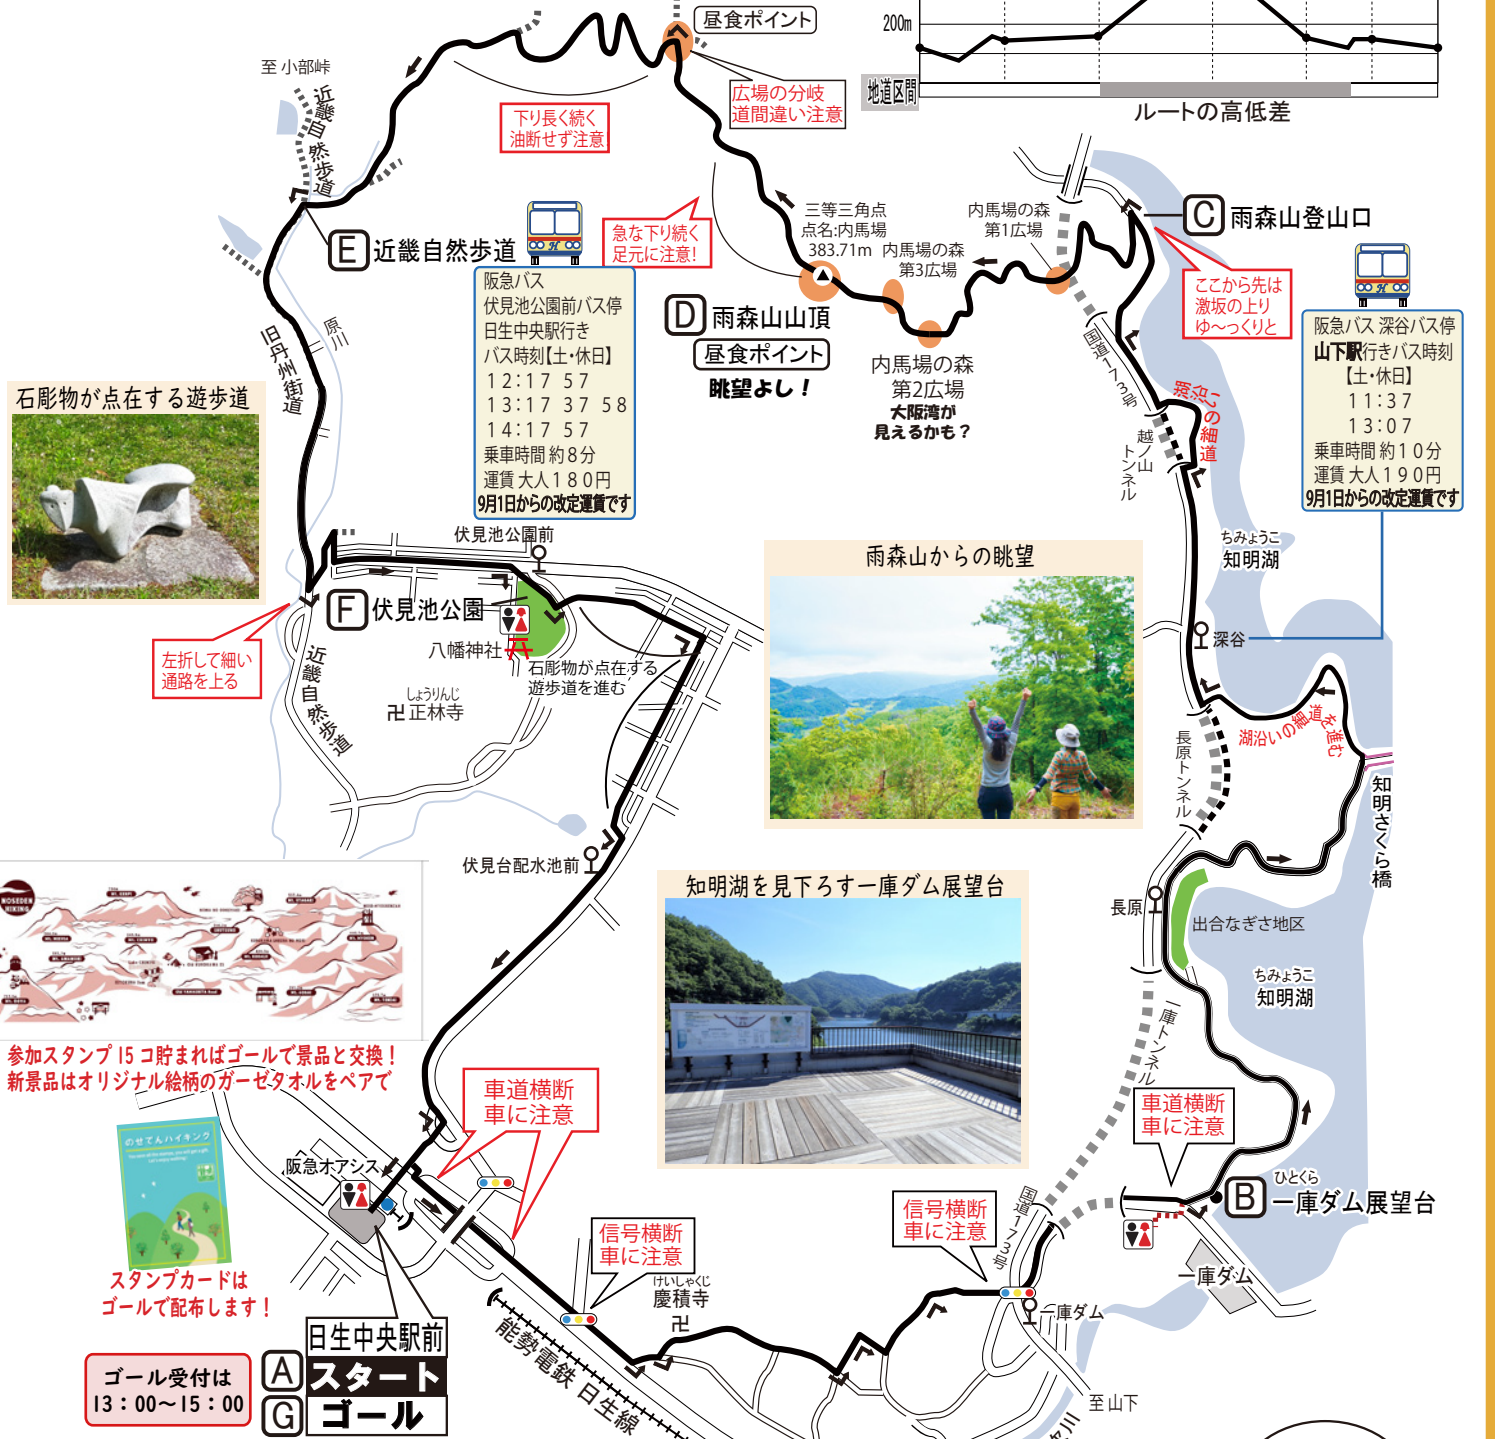 昼食ポイント
200m
地道区間
ルートの高低差
至 小部峠
近畿自然歩道
下り長く続く
油断せず注意
広場の分岐
道間違い注意
急な下り続く
足元に注意!
三等三角点
点名:内馬場
383.71m
内馬場の森
第3広場
内馬場の森
第1広場
C 雨森山登山口
ここから先は
激坂の上り
ゆ〜っくりと
E 近畿自然歩道
阪急バス
伏見池公園前バス停
日生中央駅行き
バス時刻【土・休日】
12:17 57
13:17 37 58
14:17 57
乗車時間 約8分
運賃 大人180円
9月1日からの改定運賃です
D 雨森山山頂
昼食ポイント
眺望よし！
内馬場の森
第2広場
大阪湾が
見えるかも？
国道173号
阪急バス 深谷バス停
山下駅行きバス時刻
【土・休日】
11:37
13:07
乗車時間 約10分
運賃 大人190円
9月1日からの改定運賃です
原川
旧丹州街道
越ノ山
トンネル
石彫物が点在する遊歩道
伏見池公園前
F 伏見池公園
八幡神社
石彫物が点在する
遊歩道を進む
しょうりんじ
卍 正林寺
左折して細い
通路を上る
近畿自然歩道
雨森山からの眺望
ちみょうこ
知明湖
深谷
湖沿いの細道を進む
長原トンネル
知明さくら橋
伏見台配水池前
知明湖を見下ろす一庫ダム展望台
長原
出合なぎさ地区
ちみょうこ
知明湖
一庫トンネル
NOSEDEN
HIKING
参加スタンプ 15 コ貯まればゴールで景品と交換！
新景品はオリジナル絵柄のガーゼタオルをペアで
のせでんハイキング
スタンプカードは
ゴールで配布します！
阪急オアシス
車道横断
車に注意
車道横断
車に注意
ひとくら
B 一庫ダム展望台
信号横断
車に注意
信号横断
車に注意
国道173号
けいしゃくじ
慶積寺
卍
一庫ダム
一庫ダム
至 山下
能勢電鉄 日生線
ゴール受付は
13：00〜15：00
日生中央駅前
A スタート
G ゴール